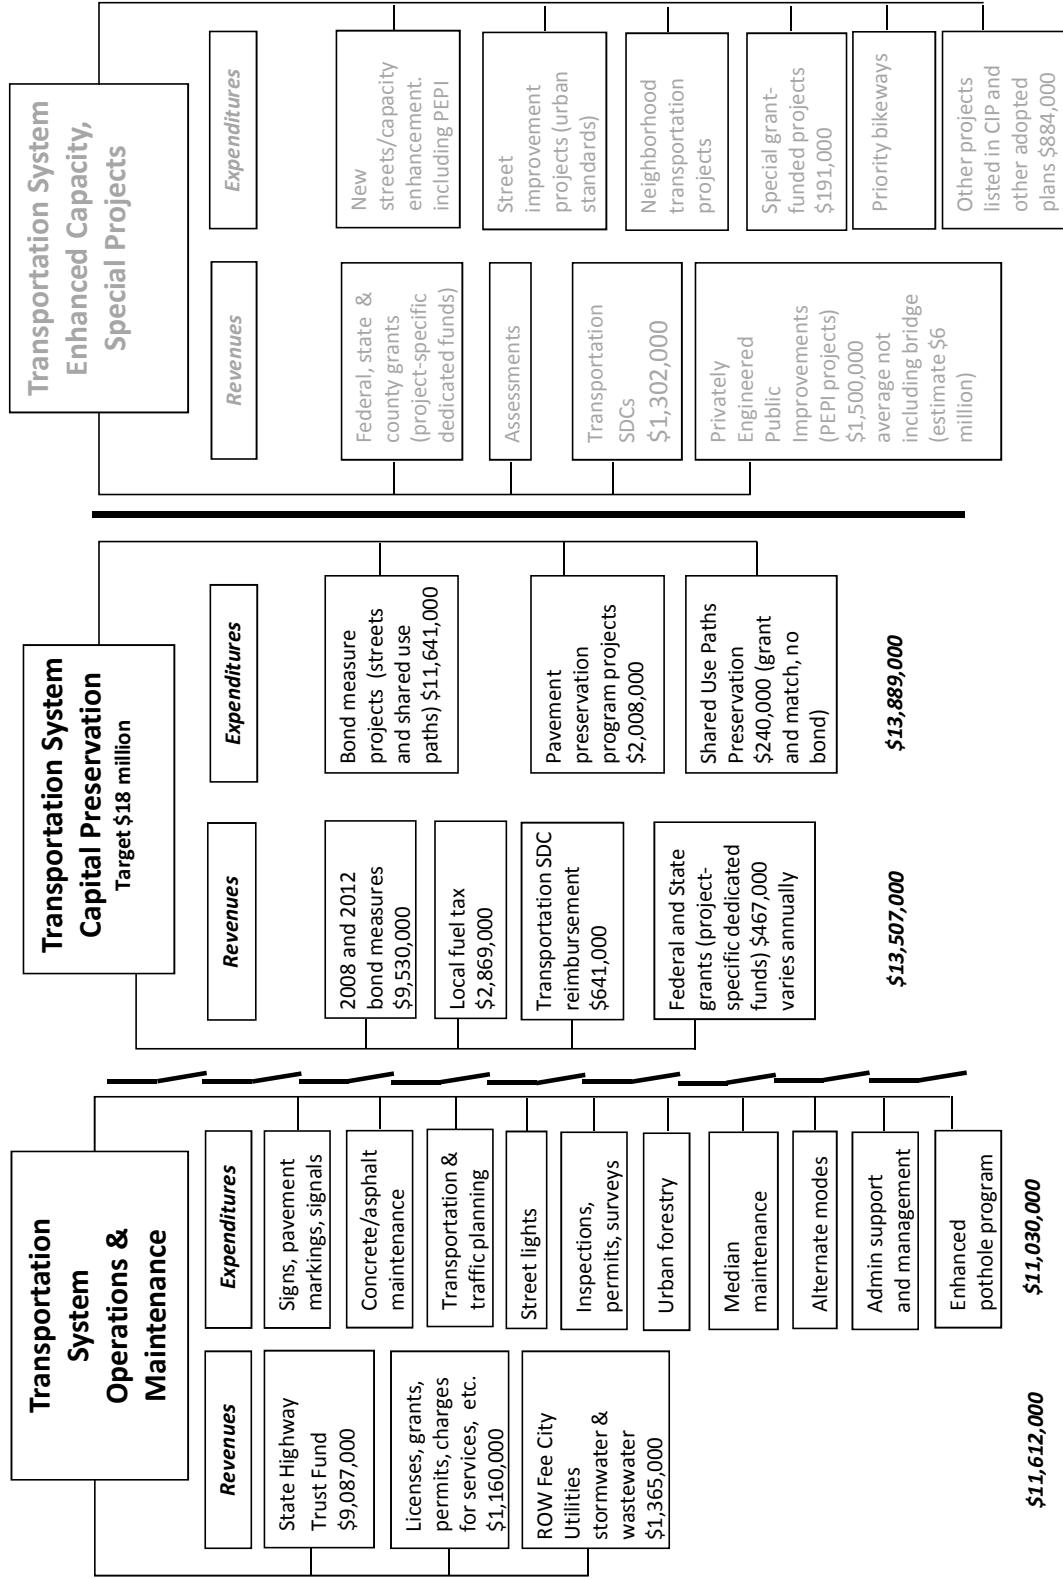 Transportation
System
Operations &
Maintenance
Revenues
State Highway
Trust Fund
$9,087,000
Licenses, grants,
permits, charges
for services,  etc.
$1,160,000
ROW Fee City
Utilities
stormwater &
wastewater
$1,365,000
$11,612,000
Expenditures
Signs, pavement
markings, signals
Concrete/asphalt
maintenance
Transportation &
traffic planning
Street lights
Inspections,
permits, surveys
Urban forestry
Median
maintenance
Alternate modes
Admin support
and management
Enhanced
pothole program
$11,030,000
Transportation System
Capital Preservation
Target $18 million
Revenues
2008 and 2012
bond measures
$9,530,000
Local fuel tax
$2,869,000
Transportation SDC
reimbursement
$641,000
Federal and State
grants (project-
specific dedicated
funds) $467,000
varies annually
$13,507,000
Expenditures
Bond measure
projects  (streets
and shared use
paths) $11,641,000
Pavement
preservation
program projects
$2,008,000
Shared Use Paths
Preservation
$240,000 (grant
and match, no
bond)
$13,889,000
Transportation System
Enhanced Capacity,
Special Projects
Revenues
Federal, state  &
county grants
(project-specific
dedicated funds)
Assessments
Transportation
SDCs
$1,302,000
Privately
Engineered
Public
Improvements
(PEPI projects)
$1,500,000
average not
including bridge
(estimate $6
million)
Expenditures
New
streets/capacity
enhancement.
including PEPI
Street
improvement
projects (urban
standards)
Neighborhood
transportation
projects
Special grant-
funded projects
$191,000
Priority bikeways
Other projects
listed in CIP and
other adopted
plans $884,000